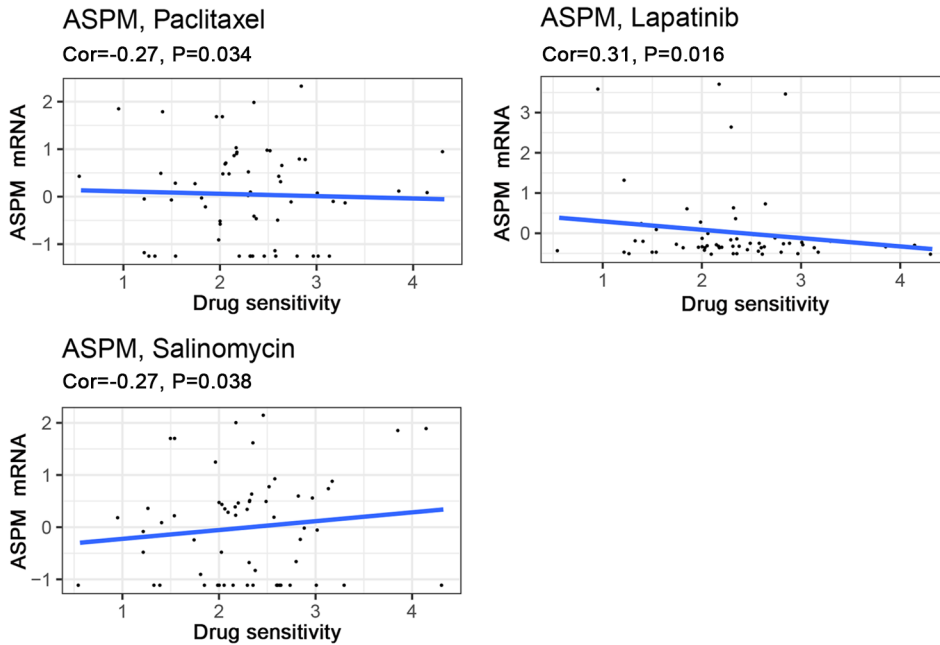 ASPM, Paclitaxel
Cor=-0.27, P=0.034
ASPM mRNA
2
1
0
−1
1 2 3 4
Drug sensitivity
ASPM, Lapatinib
Cor=0.31, P=0.016
ASPM mRNA
3
2
1
0
1 2 3 4
Drug sensitivity
ASPM, Salinomycin
Cor=-0.27, P=0.038
ASPM mRNA
2
1
0
−1
1 2 3 4
Drug sensitivity